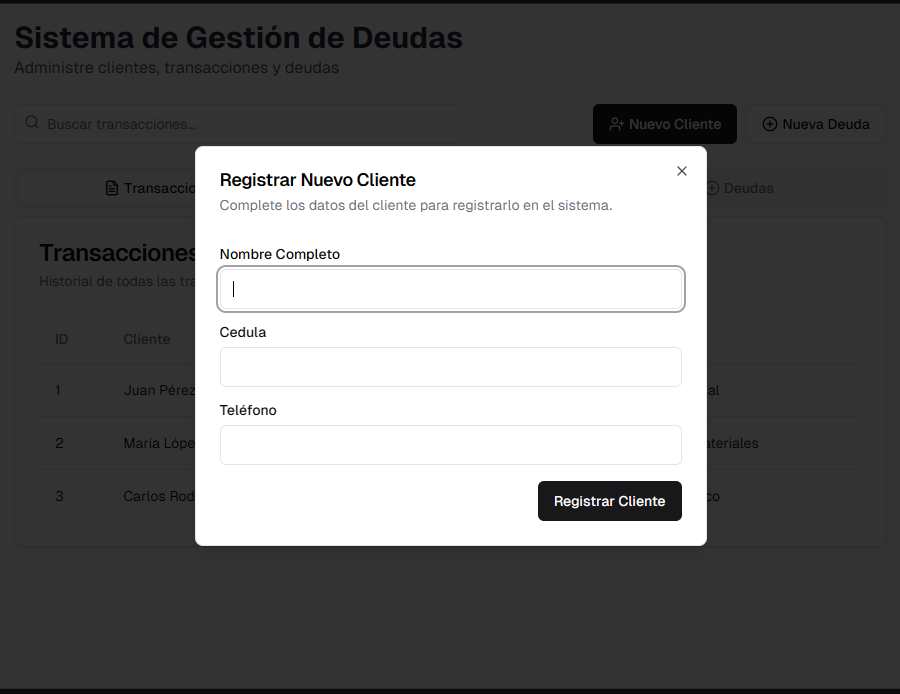 Sistema de Gestión de Deudas
Administre clientes, transacciones y deudas
Buscar transacciones...
Nuevo Cliente
Nueva Deuda
Transaccio
Deudas
Registrar Nuevo Cliente
Complete los datos del cliente para registrarlo en el sistema.
Nombre Completo
Cedula
Teléfono
Registrar Cliente
Transacciones
Historial de todas las tra
ID Cliente
1 Juan Pérez al
2 María Lópe ateriales
3 Carlos Rod co